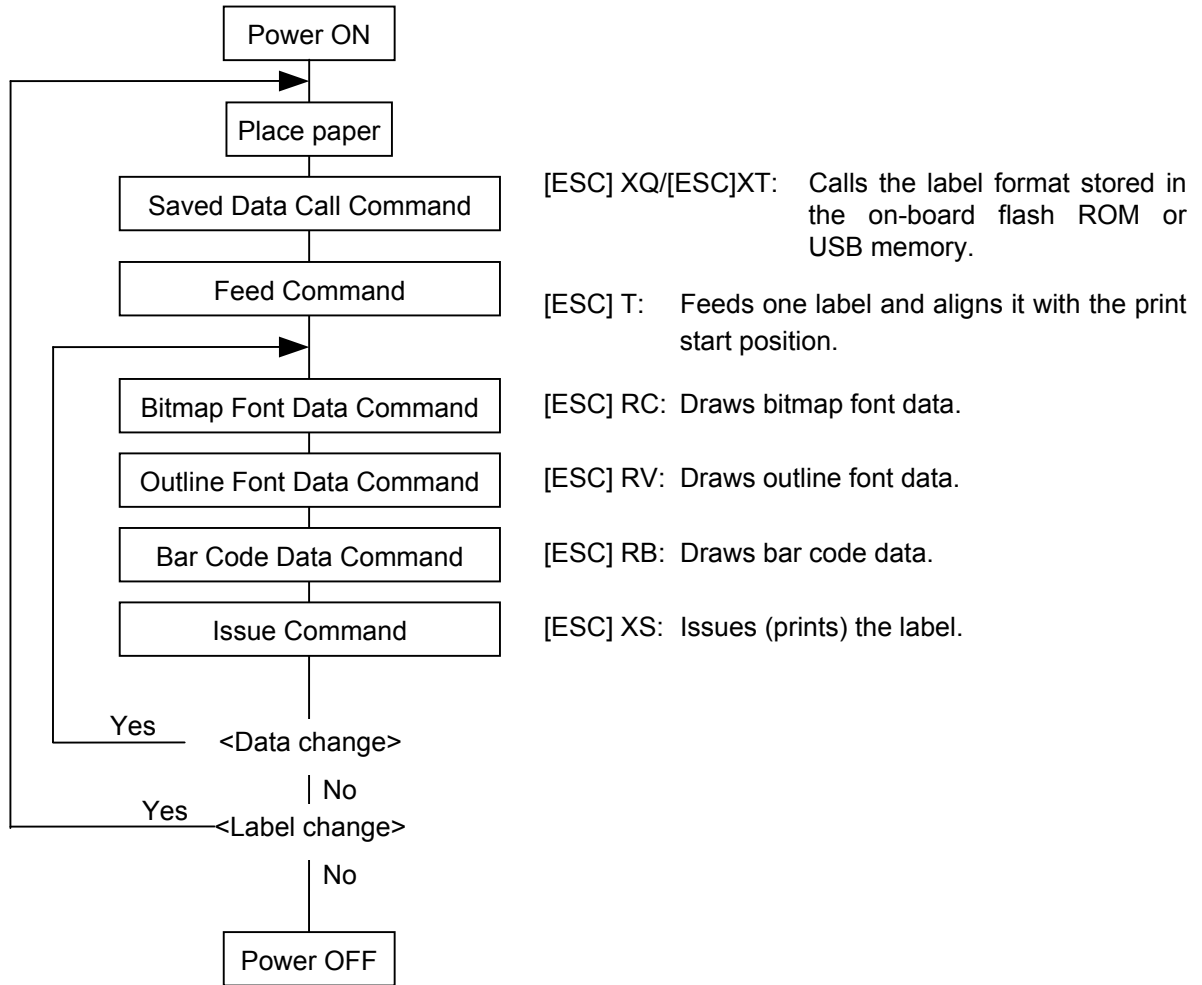 Power ON
Place paper
Saved Data Call Command
[ESC] XQ/[ESC]XT: Calls the label format stored in
the on-board flash ROM or
USB memory.
Feed Command
[ESC] T: Feeds one label and aligns it with the print
start position.
Bitmap Font Data Command
[ESC] RC: Draws bitmap font data.
Outline Font Data Command
[ESC] RV: Draws outline font data.
Bar Code Data Command
[ESC] RB: Draws bar code data.
Issue Command
[ESC] XS: Issues (prints) the label.
Yes
<Data change>
No
Yes
<Label change>
No
Power OFF